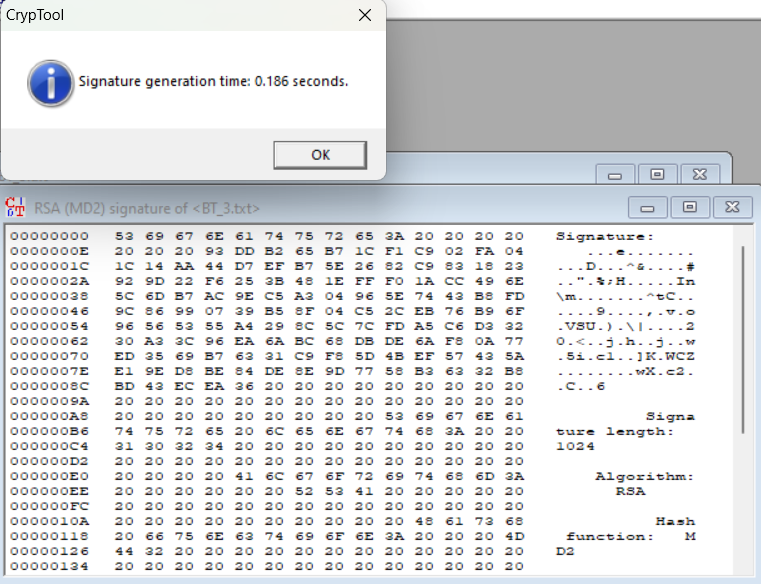 CrypTool
Signature generation time: 0.186 seconds.
OK
RSA (MD2) signature of <BT_3.txt>
00000000 53 69 67 6E 61 74 75 72 65 3A 20 20 20 20 Signature:
0000000E 20 20 20 93 DD B2 65 B7 1C F1 C9 02 FA 04 ...e.......
0000001C 1C 14 AA 44 D7 EF B7 5E 26 82 C9 83 18 23 ...D...^&....#
0000002A 92 9D 22 F6 25 3B 48 1E FF F0 1A CC 49 6E ..".%;H.....In
00000038 5C 6D B7 AC 9E C5 A3 04 96 5E 74 43 B8 FD \m.......^tC..
00000046 9C 86 99 07 39 B5 8F 04 C5 2C EB 76 B9 6F ....9....,.v.o
00000054 96 56 53 55 A4 29 8C 5C 7C FD A5 C6 D3 32 .VSU.).\|....2
00000062 30 A3 3C 96 EA 6A BC 68 DB DE 6A F8 0A 77 0.<..j.h..j..w
00000070 ED 35 69 B7 63 31 C9 F8 5D 4B EF 57 43 5A .5i.c1..]K.WCZ
0000007E E1 9E D8 BE 84 DE 8E 9D 77 58 B3 63 32 B8 ........wX.c2.
0000008C BD 43 EC EA 36 20 20 20 20 20 20 20 20 20 .C..6
0000009A 20 20 20 20 20 20 20 20 20 20 20 20 20 20
000000A8 20 20 20 20 20 20 20 20 20 53 69 67 6E 61 Signa
000000B6 74 75 72 65 20 6C 65 6E 67 74 68 3A 20 20 ture length:
000000C4 31 30 32 34 20 20 20 20 20 20 20 20 20 20 1024
000000D2 20 20 20 20 20 20 20 20 20 20 20 20 20 20
000000E0 20 20 20 20 41 6C 67 6F 72 69 74 68 6D 3A Algorithm:
000000EE 20 20 20 20 20 20 52 53 41 20 20 20 20 20 RSA
000000FC 20 20 20 20 20 20 20 20 20 20 20 20 20 20
0000010A 20 20 20 20 20 20 20 20 20 20 48 61 73 68 Hash
00000118 20 66 75 6E 63 74 69 6F 6E 3A 20 20 20 4D function: M
00000126 44 32 20 20 20 20 20 20 20 20 20 20 20 20 D2
00000134 20 20 20 20 20 20 20 20 20 20 20 20 20 20